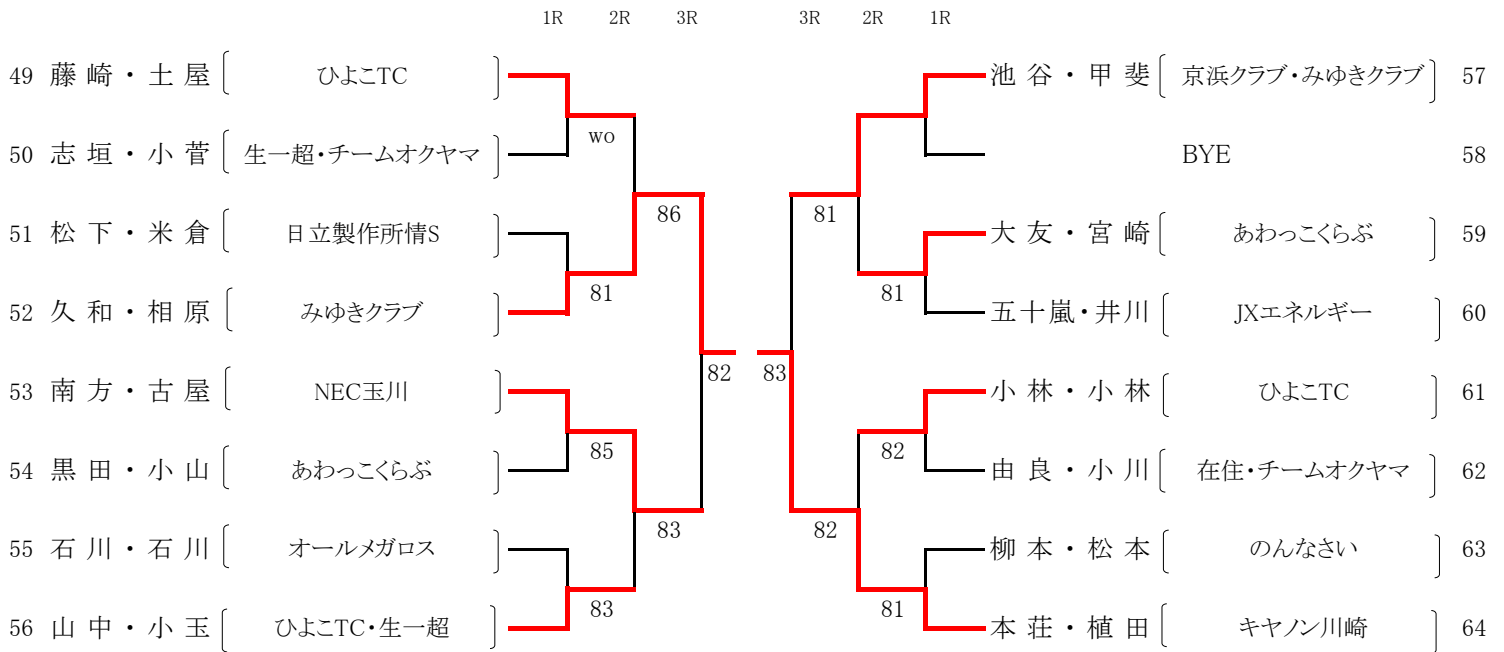 1R 2R 3R 3R 2R 1R
49 藤崎・土屋 ひよこTC 池谷・甲斐 京浜クラブ・みゆきクラブ 57
wo
50 志垣・小菅 生一超・チームオクヤマ BYE 58
86 81
51 松下・米倉 日立製作所情S 大友・宮崎 あわっこくらぶ 59
81 81
52 久和・相原 みゆきクラブ 五十嵐・井川 JXエネルギー 60
82 83
53 南方・古屋 NEC玉川 小林・小林 ひよこTC 61
85 82
54 黒田・小山 あわっこくらぶ 由良・小川 在住・チームオクヤマ 62
83 82
55 石川・石川 オールメガロス 柳本・松本 のんなさい 63
83 81
56 山中・小玉 ひよこTC・生一超 本荘・植田 キヤノン川崎 64